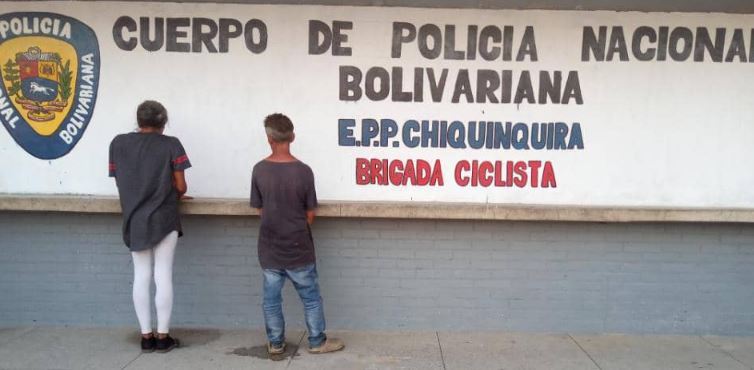 POLICIA
NAL
BOLIVARIANA
CUERPO DE POLICIA NACIONAL
BOLIVARIANA
E.P.P. CHIQUINQUIRA
BRIGADA CICLISTA